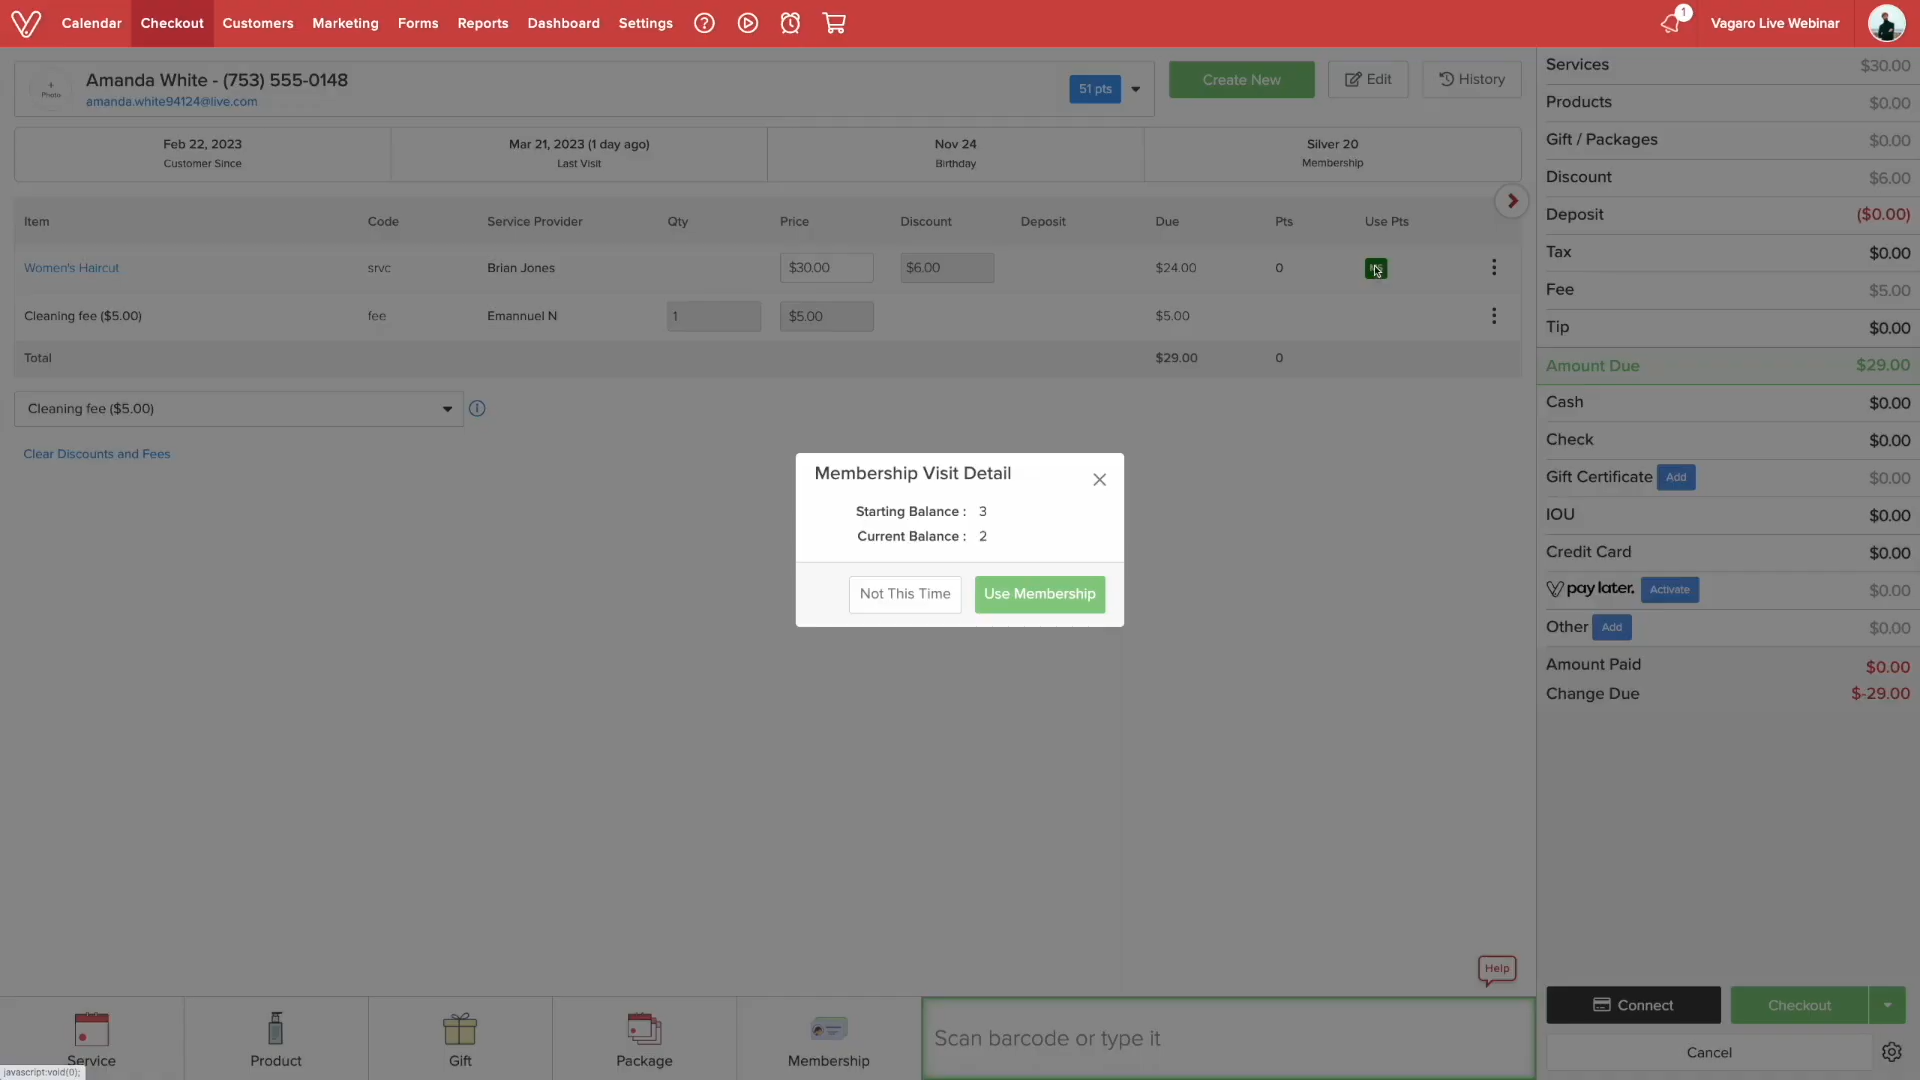 Calendar Checkout Customers Marketing Forms Reports Dashboard Settings
1
Vagaro Live Webinar
Amanda White - (753) 555-0148
amanda.white94124@live.com
+
Photo
51 pts
Create New
Edit
History
Feb 22, 2023
Customer Since
Mar 21, 2023 (1 day ago)
Last Visit
Nov 24
Birthday
Silver 20
Membership
Item Code Service Provider Qty Price Discount Deposit Due Pts Use Pts
Women's Haircut srvc Brian Jones $30.00 $6.00 $24.00 0
Cleaning fee ($5.00) fee Emannuel N 1 $5.00 $5.00
Total $29.00 0
Cleaning fee ($5.00)
Clear Discounts and Fees
Membership Visit Detail
Starting Balance : 3
Current Balance : 2
Not This Time
Use Membership
Services $30.00
Products $0.00
Gift / Packages $0.00
Discount $6.00
Deposit ($0.00)
Tax $0.00
Fee $5.00
Tip $0.00
Amount Due $29.00
Cash $0.00
Check $0.00
Gift Certificate Add $0.00
IOU $0.00
Credit Card $0.00
pay later. Activate $0.00
Other Add $0.00
Amount Paid $0.00
Change Due $-29.00
Help
Connect
Checkout
Cancel
Service
Product
Gift
Package
Membership
Scan barcode or type it
javascript:void(0);